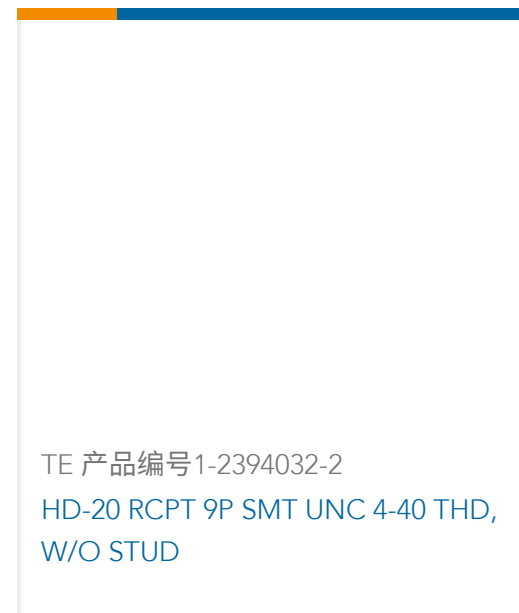 TE 产品编号1-2394032-2
HD-20 RCPT 9P SMT UNC 4-40 THD,
W/O STUD